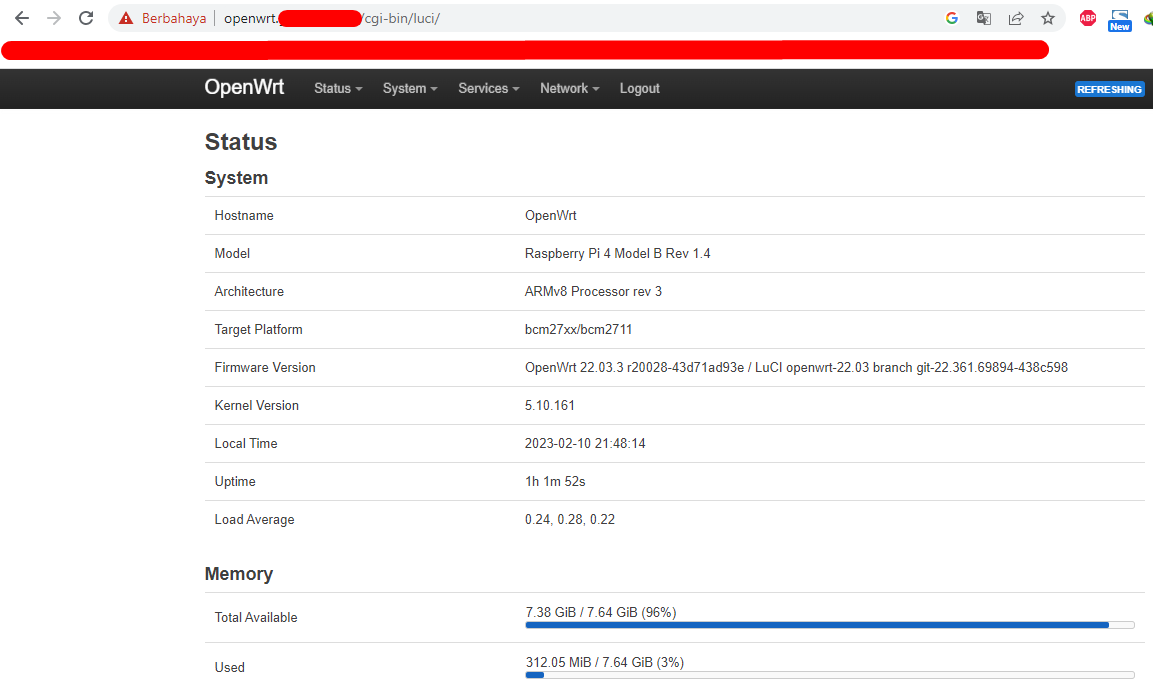 Berbahaya openwrt. /cgi-bin/luci/
ABP
New
OpenWrt Status System Services Network Logout REFRESHING
Status
System
Hostname OpenWrt
Model Raspberry Pi 4 Model B Rev 1.4
Architecture ARMv8 Processor rev 3
Target Platform bcm27xx/bcm2711
Firmware Version OpenWrt 22.03.3 r20028-43d71ad93e / LuCI openwrt-22.03 branch git-22.361.69894-438c598
Kernel Version 5.10.161
Local Time 2023-02-10 21:48:14
Uptime 1h 1m 52s
Load Average 0.24, 0.28, 0.22
Memory
Total Available 7.38 GiB / 7.64 GiB (96%)
Used 312.05 MiB / 7.64 GiB (3%)